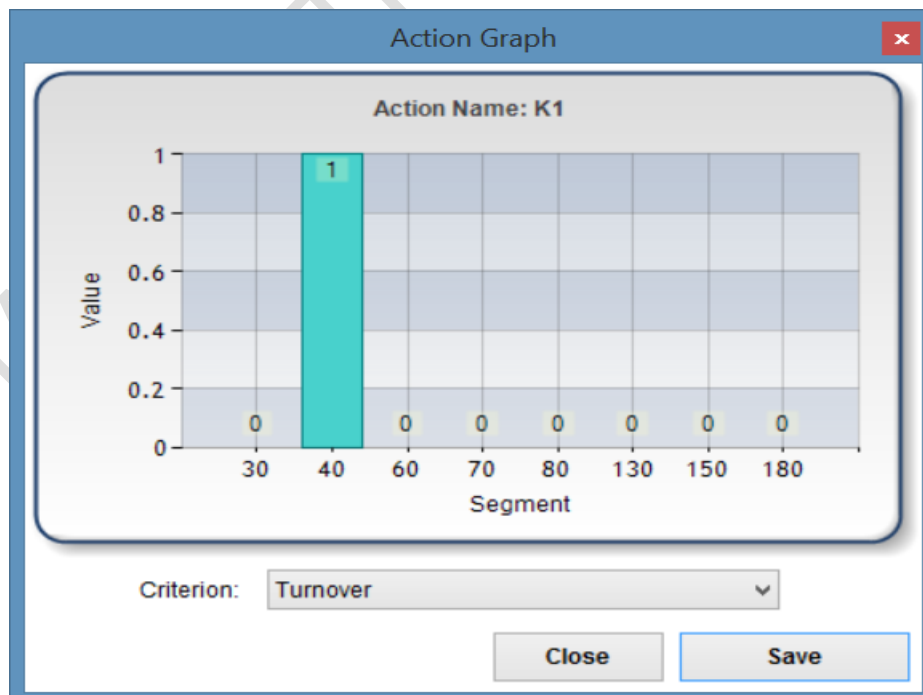 Action Graph
x
Action Name: K1
1
0.8
0.6
0.4
0.2
0
Value
0 1 0 0 0 0 0 0
30 40 60 70 80 130 150 180
Segment
Criterion: Turnover
Close Save